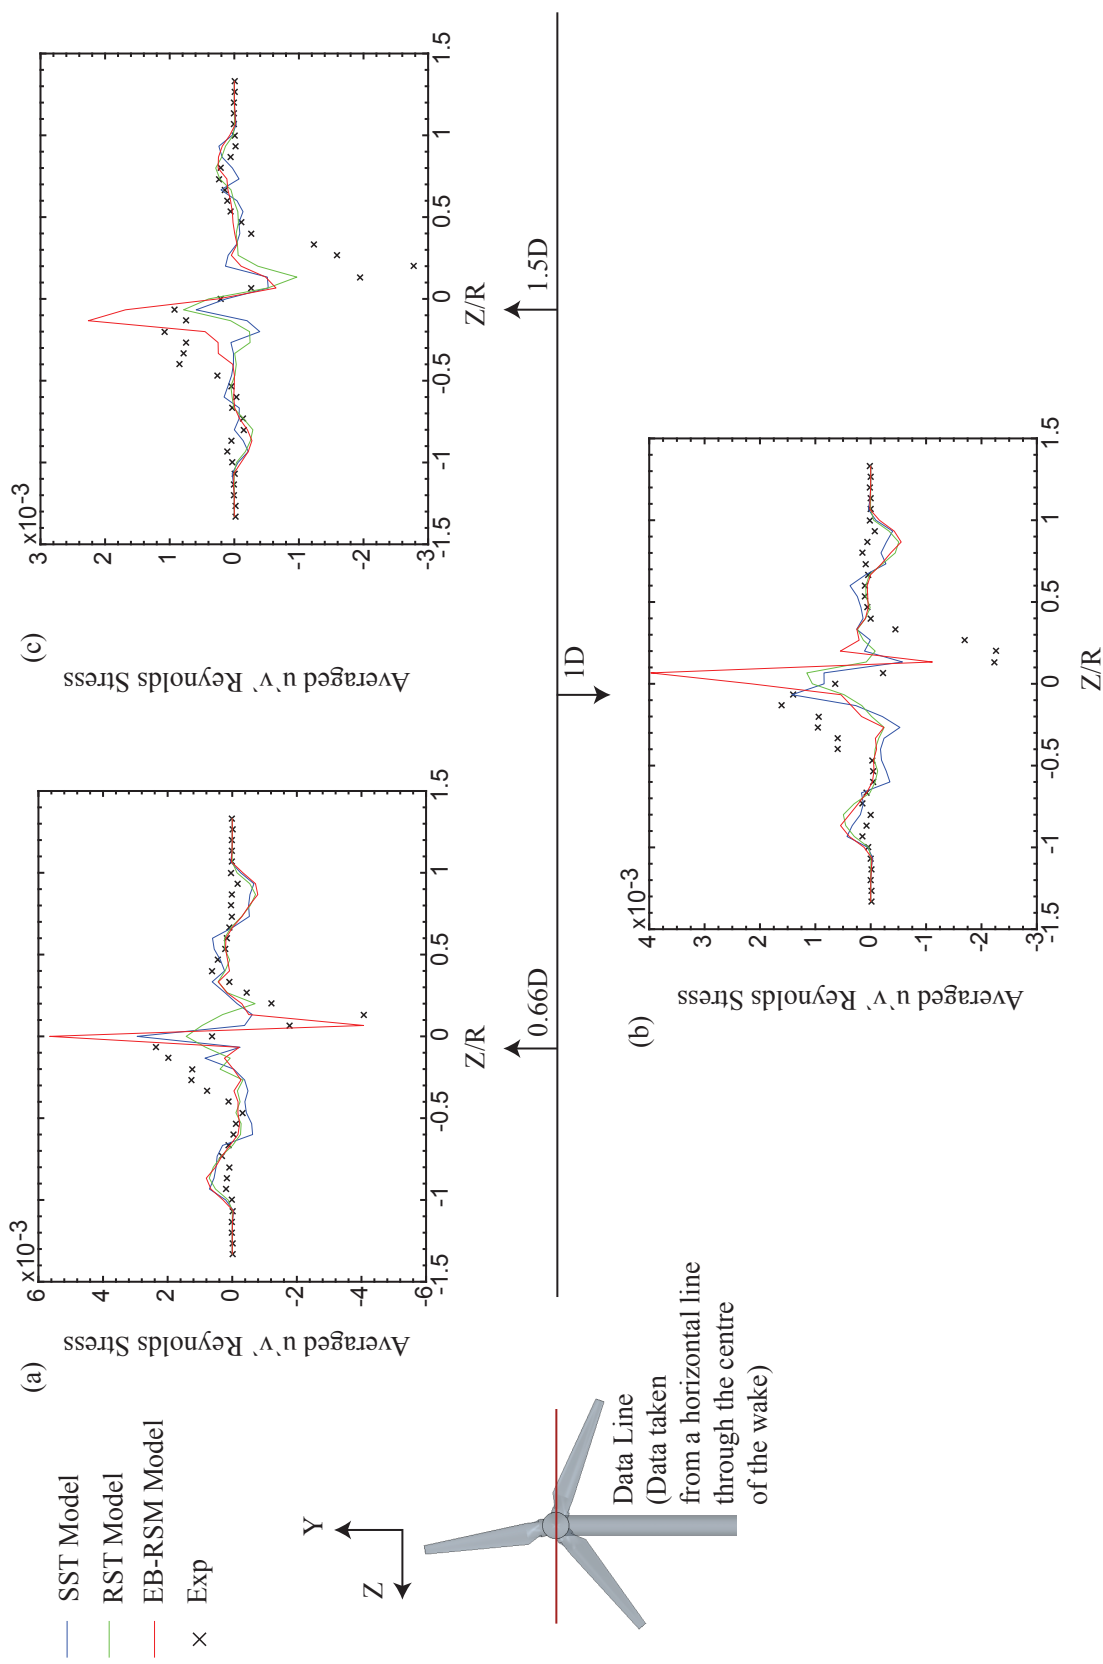 SST Model
RST Model
EB-RSM Model
Exp
Y
Z
Data Line
(Data taken
from a horizontal line
through the centre
of the wake)
(a)
x10-3
Averaged u`v` Reynolds Stress
6
4
2
0
-2
-4
-6
-1.5
-1
-0.5
0
0.5
1
1.5
Z/R
0.66D
1D
1.5D
(b)
x10-3
Averaged u`v` Reynolds Stress
4
3
2
1
0
-1
-2
-3
-1.5
-1
-0.5
0
0.5
1
1.5
Z/R
(c)
x10-3
Averaged u`v` Reynolds Stress
3
2
1
0
-1
-2
-3
-1.5
-1
-0.5
0
0.5
1
1.5
Z/R